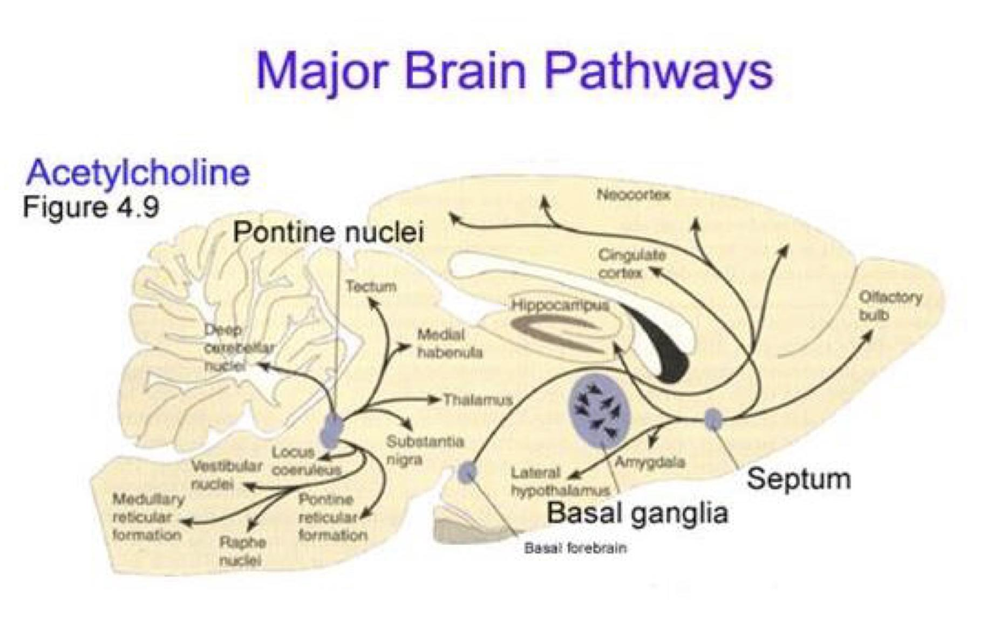 Major Brain Pathways
Acetylcholine
Figure 4.9
Pontine nuclei
Neocortex
Cingulate
cortex
Hippocampus
Olfactory
bulb
Tectum
Medial
habenula
Deep
cerebellar
nuclei
Thalamus
Substantia
nigra
Locus
coeruleus
Vestibular
nuclei
Medullary
reticular
formation
Raphe
nuclei
Pontine
reticular
formation
Lateral
hypothalamus
Amygdala
Septum
Basal ganglia
Basal forebrain